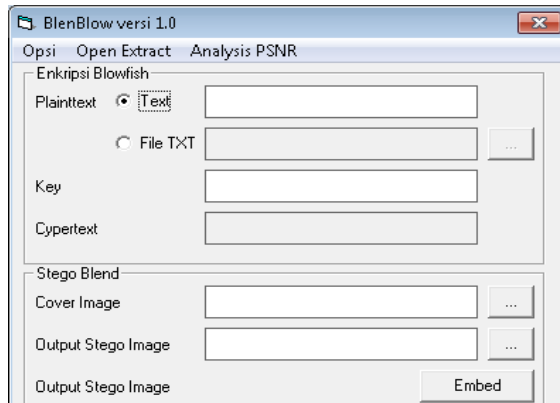 BlenBlow versi 1.0
Opsi Open Extract Analysis PSNR
Enkripsi Blowfish
Plainttext Text
File TXT ...
Key
Cypertext
Stego Blend
Cover Image ...
Output Stego Image ...
Output Stego Image Embed